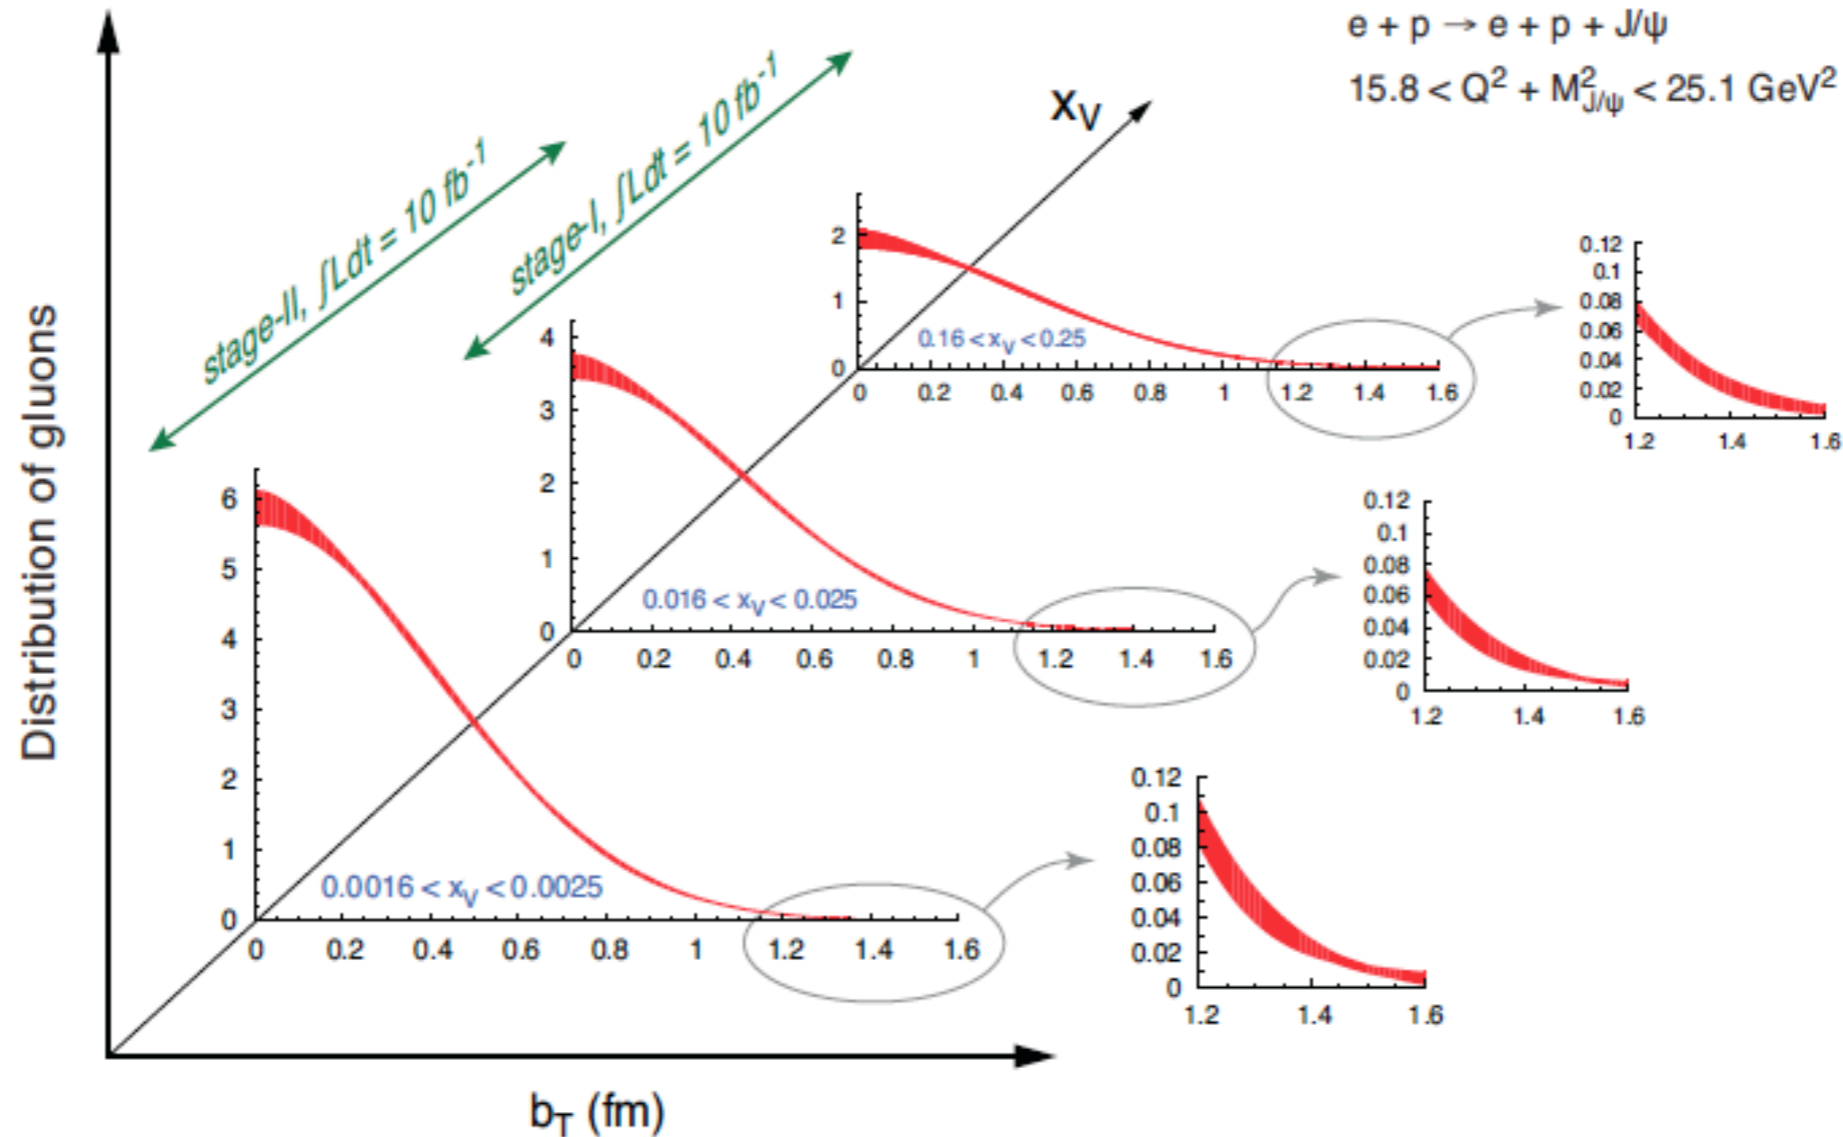 e + p → e + p + J/ψ
15.8 < Q² + M²_J/ψ < 25.1 GeV²
stage-II, ∫Ldt = 10 fb⁻¹
stage-I, ∫Ldt = 10 fb⁻¹
x_V
Distribution of gluons
b_T (fm)
2
1
0
0.16 < x_V < 0.25
0 0.2 0.4 0.6 0.8 1 1.2 1.4 1.6
0.12
0.1
0.08
0.06
0.04
0.02
0
1.2 1.4 1.6
4
3
2
1
0
0.016 < x_V < 0.025
0 0.2 0.4 0.6 0.8 1 1.2 1.4 1.6
0.12
0.1
0.08
0.06
0.04
0.02
0
1.2 1.4 1.6
6
5
4
3
2
1
0
0.0016 < x_V < 0.0025
0 0.2 0.4 0.6 0.8 1 1.2 1.4 1.6
0.12
0.1
0.08
0.06
0.04
0.02
0
1.2 1.4 1.6